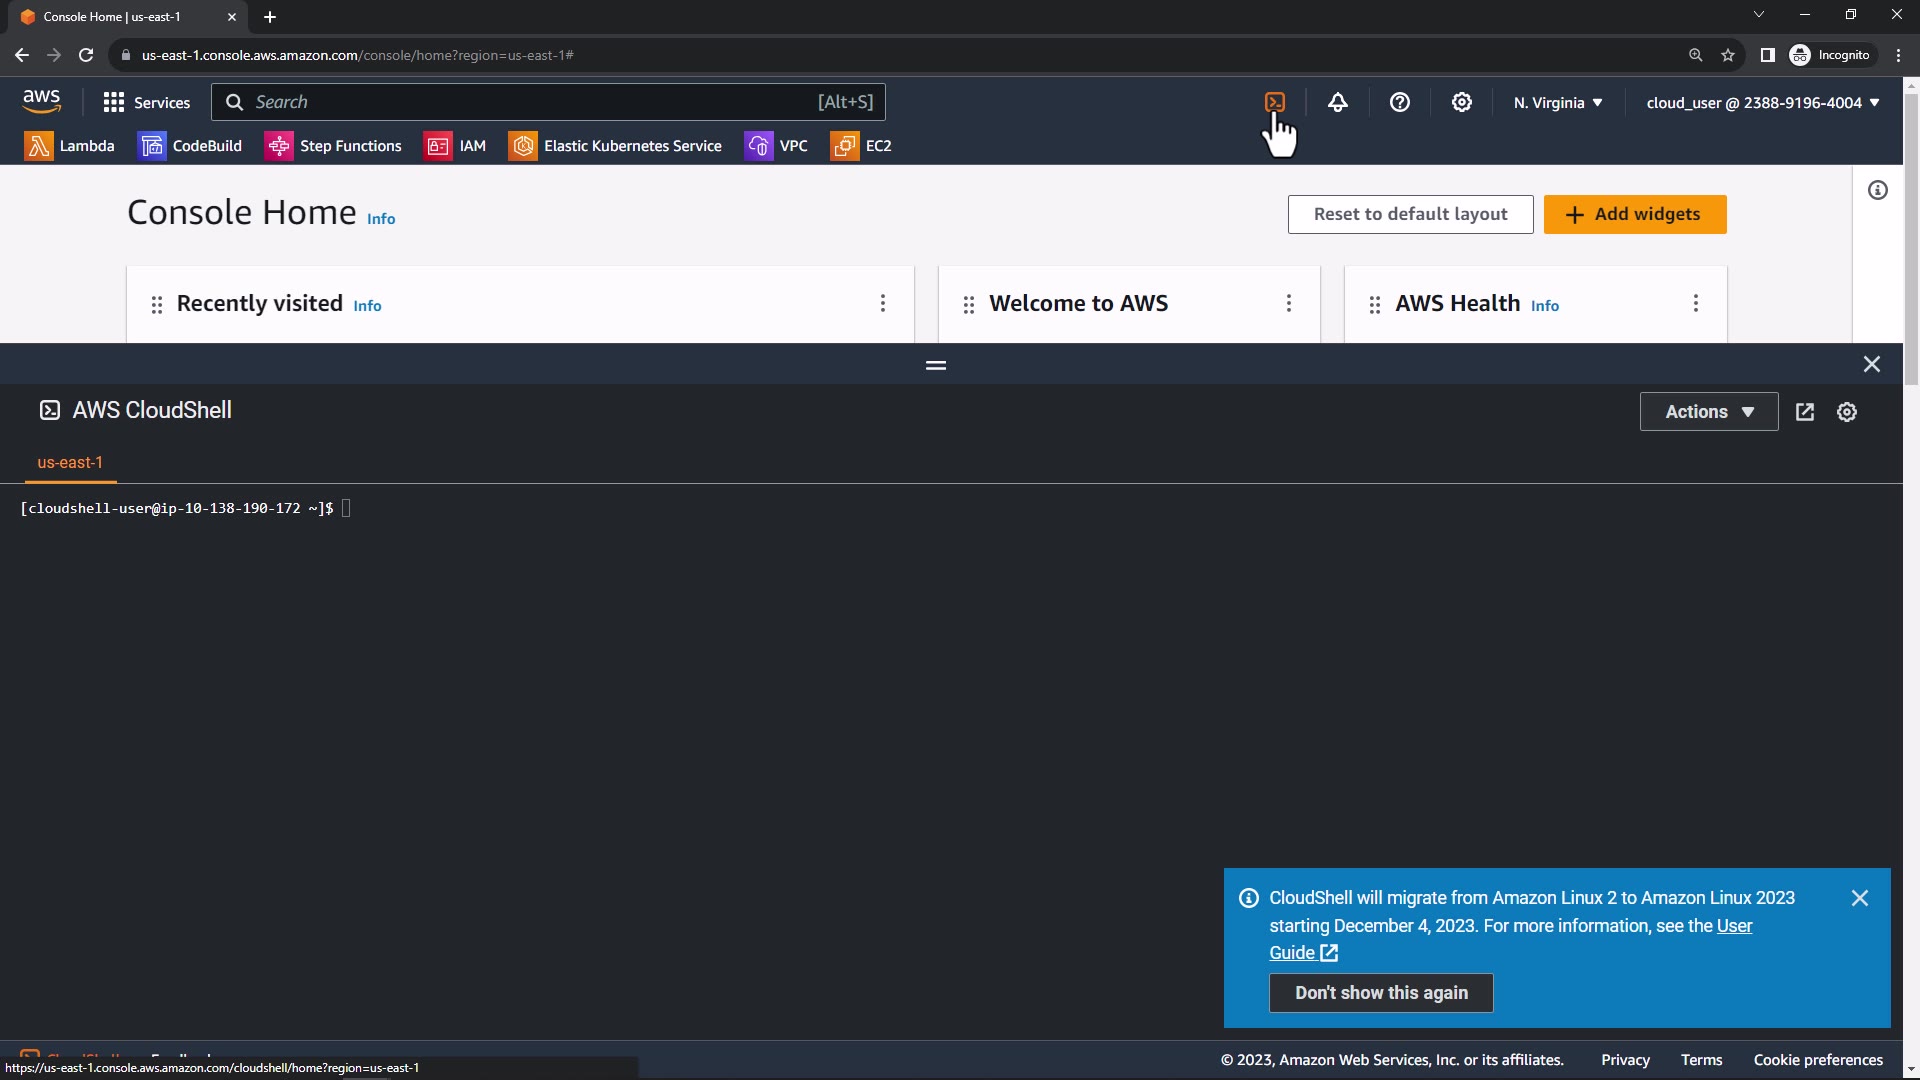 Console Home | us-east-1
us-east-1.console.aws.amazon.com/console/home?region=us-east-1#
Incognito
aws
Services
Search
[Alt+S]
N. Virginia
cloud_user @ 2388-9196-4004
Lambda
CodeBuild
Step Functions
IAM
Elastic Kubernetes Service
VPC
EC2
Console Home Info
Reset to default layout
Add widgets
Recently visited Info
Welcome to AWS
AWS Health Info
AWS CloudShell
Actions
us-east-1
[cloudshell-user@ip-10-138-190-172 ~]$
CloudShell will migrate from Amazon Linux 2 to Amazon Linux 2023
starting December 4, 2023. For more information, see the User
Guide
Don't show this again
https://us-east-1.console.aws.amazon.com/cloudshell/home?region=us-east-1
© 2023, Amazon Web Services, Inc. or its affiliates.
Privacy
Terms
Cookie preferences